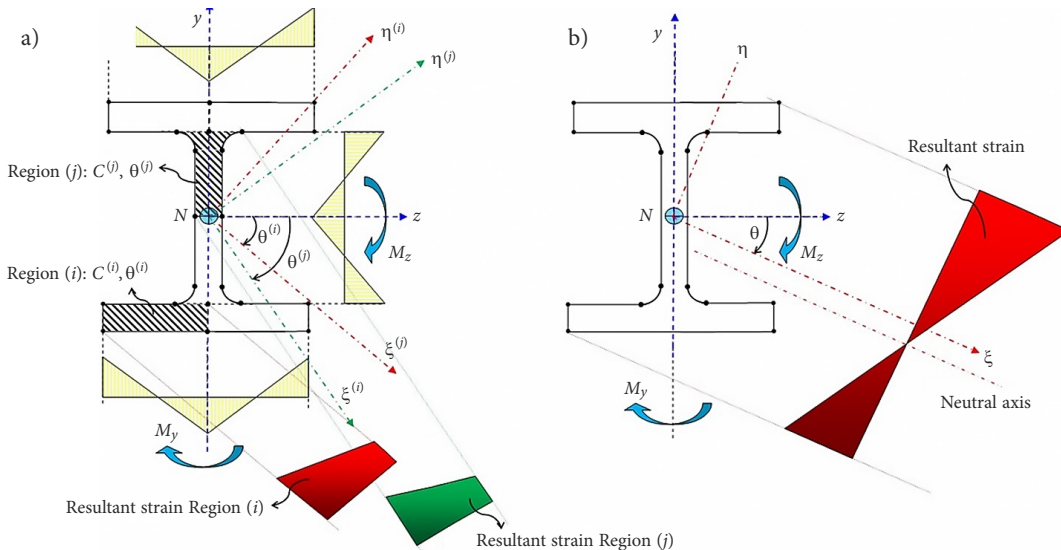 a)
y
η(i)
η(j)
Region (j): C(j), θ(j)
N
z
θ(i)
θ(j)
Mz
Region (i): C(i), θ(i)
ξ(j)
ξ(i)
My
Resultant strain Region (i)
Resultant strain Region (j)
b)
y
η
Resultant strain
N
z
θ
Mz
ξ
Neutral axis
My